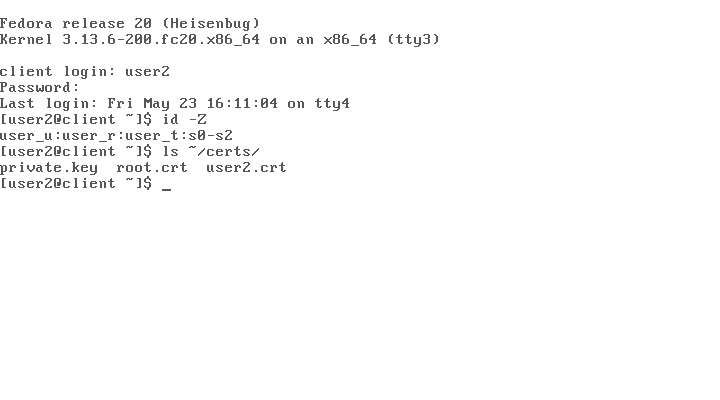 Fedora release 20 (Heisenbug)
Kernel 3.13.6-200.fc20.x86_64 on an x86_64 (tty3)
client login: user2
Password:
Last login: Fri May 23 16:11:04 on tty4
[user2@client ~]$ id -Z
user_u:user_r:user_t:s0-s2
[user2@client ~]$ ls ~/certs/
private.key  root.crt  user2.crt
[user2@client ~]$ _